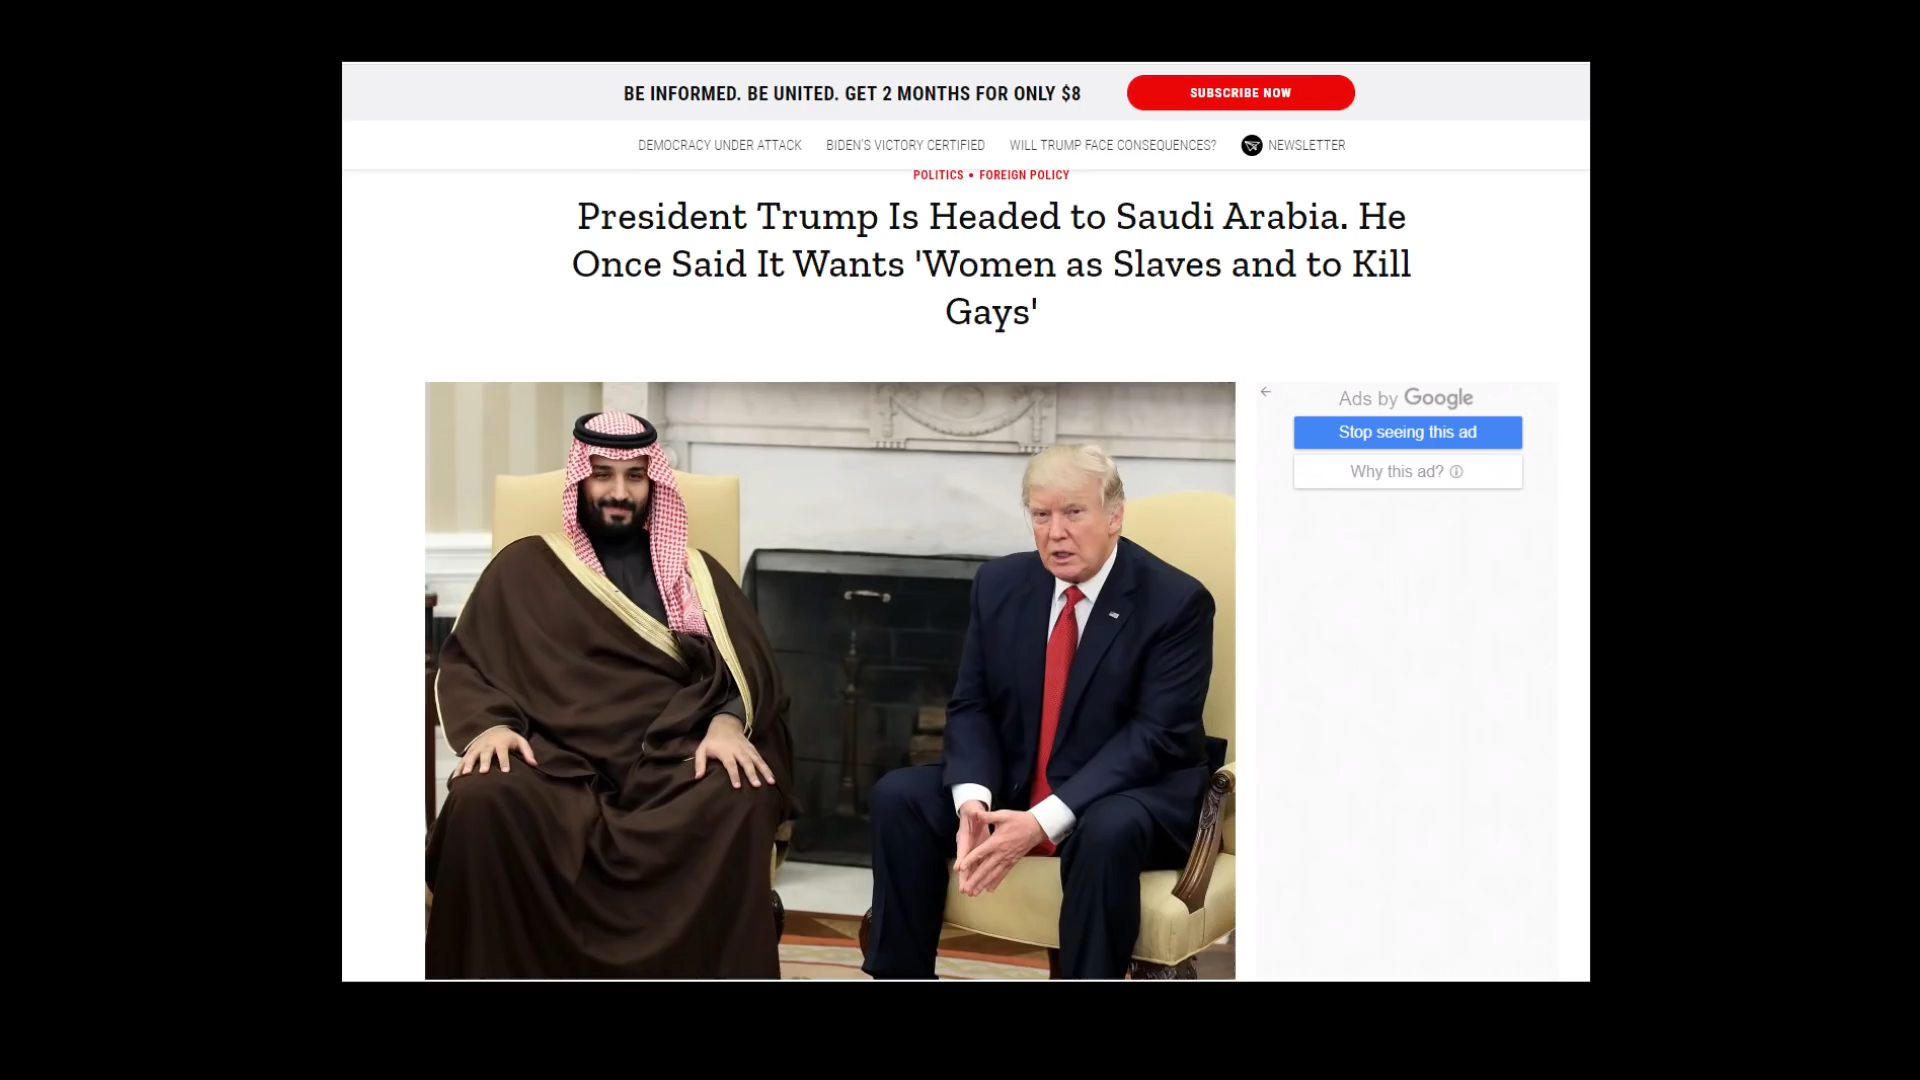 BE INFORMED. BE UNITED. GET 2 MONTHS FOR ONLY $8
SUBSCRIBE NOW
DEMOCRACY UNDER ATTACK
BIDEN'S VICTORY CERTIFIED
WILL TRUMP FACE CONSEQUENCES?
NEWSLETTER
POLITICS • FOREIGN POLICY
President Trump Is Headed to Saudi Arabia. He
Once Said It Wants 'Women as Slaves and to Kill
Gays'
Ads by Google
Stop seeing this ad
Why this ad?